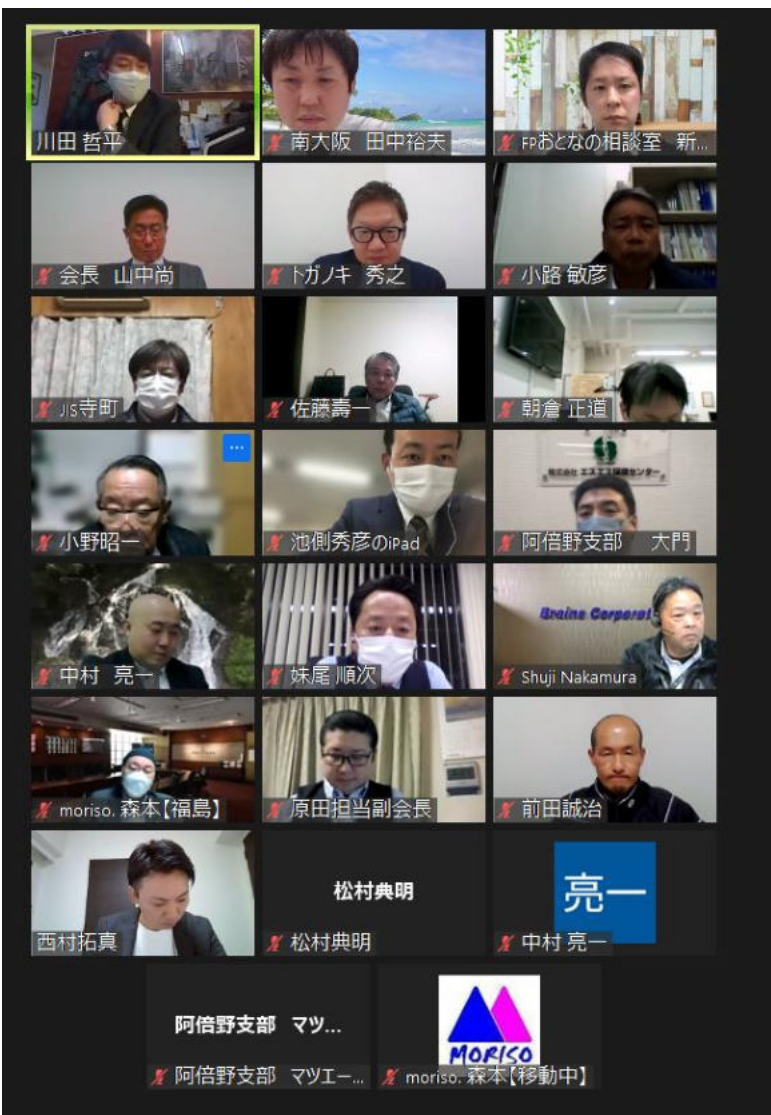 川田 哲平
南大阪 田中裕夫
FPおとなの相談室 新...
会長 山中尚
トガノキ 秀之
小路 敏彦
JIS寺町
佐藤壽一
朝倉 正道
小野昭一
池側秀彦のiPad
株式会社 エスエス保険センター
阿倍野支部 大門
中村 亮一
妹尾 順次
Brains Corporat
Shuji Nakamura
moriso. 森本【福島】
原田担当副会長
前田誠治
西村拓真
松村典明
松村典明
亮一
中村 亮一
阿倍野支部 マツ...
阿倍野支部 マツエー...
MORISO
moriso. 森本【移動中】